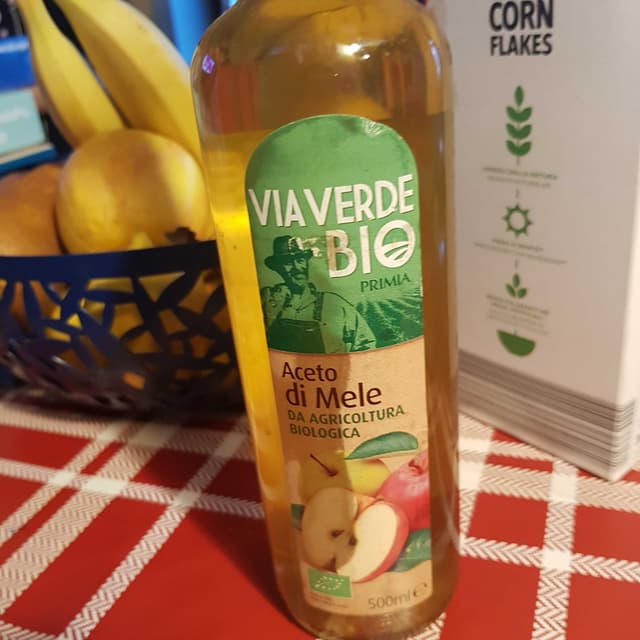 CORN
FLAKES
VIAVERDE
BIO
PRIMIA
Aceto
di Mele
DA AGRICOLTURA
BIOLOGICA
500ml e